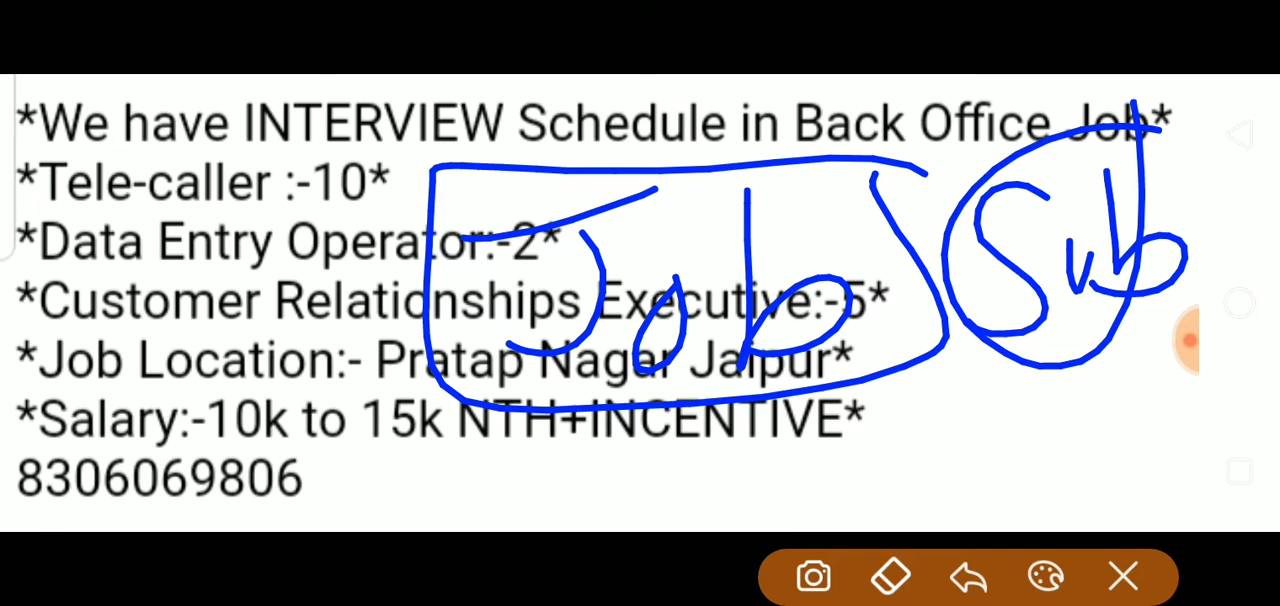 *We have INTERVIEW Schedule in Back Office Job*
*Tele-caller :-10*
*Data Entry Operator:-2*
*Customer Relationships Executive:-5*
*Job Location:- Pratap Nagar Jaipur*
*Salary:-10k to 15k NTH+INCENTIVE*
8306069806
Job
Sub